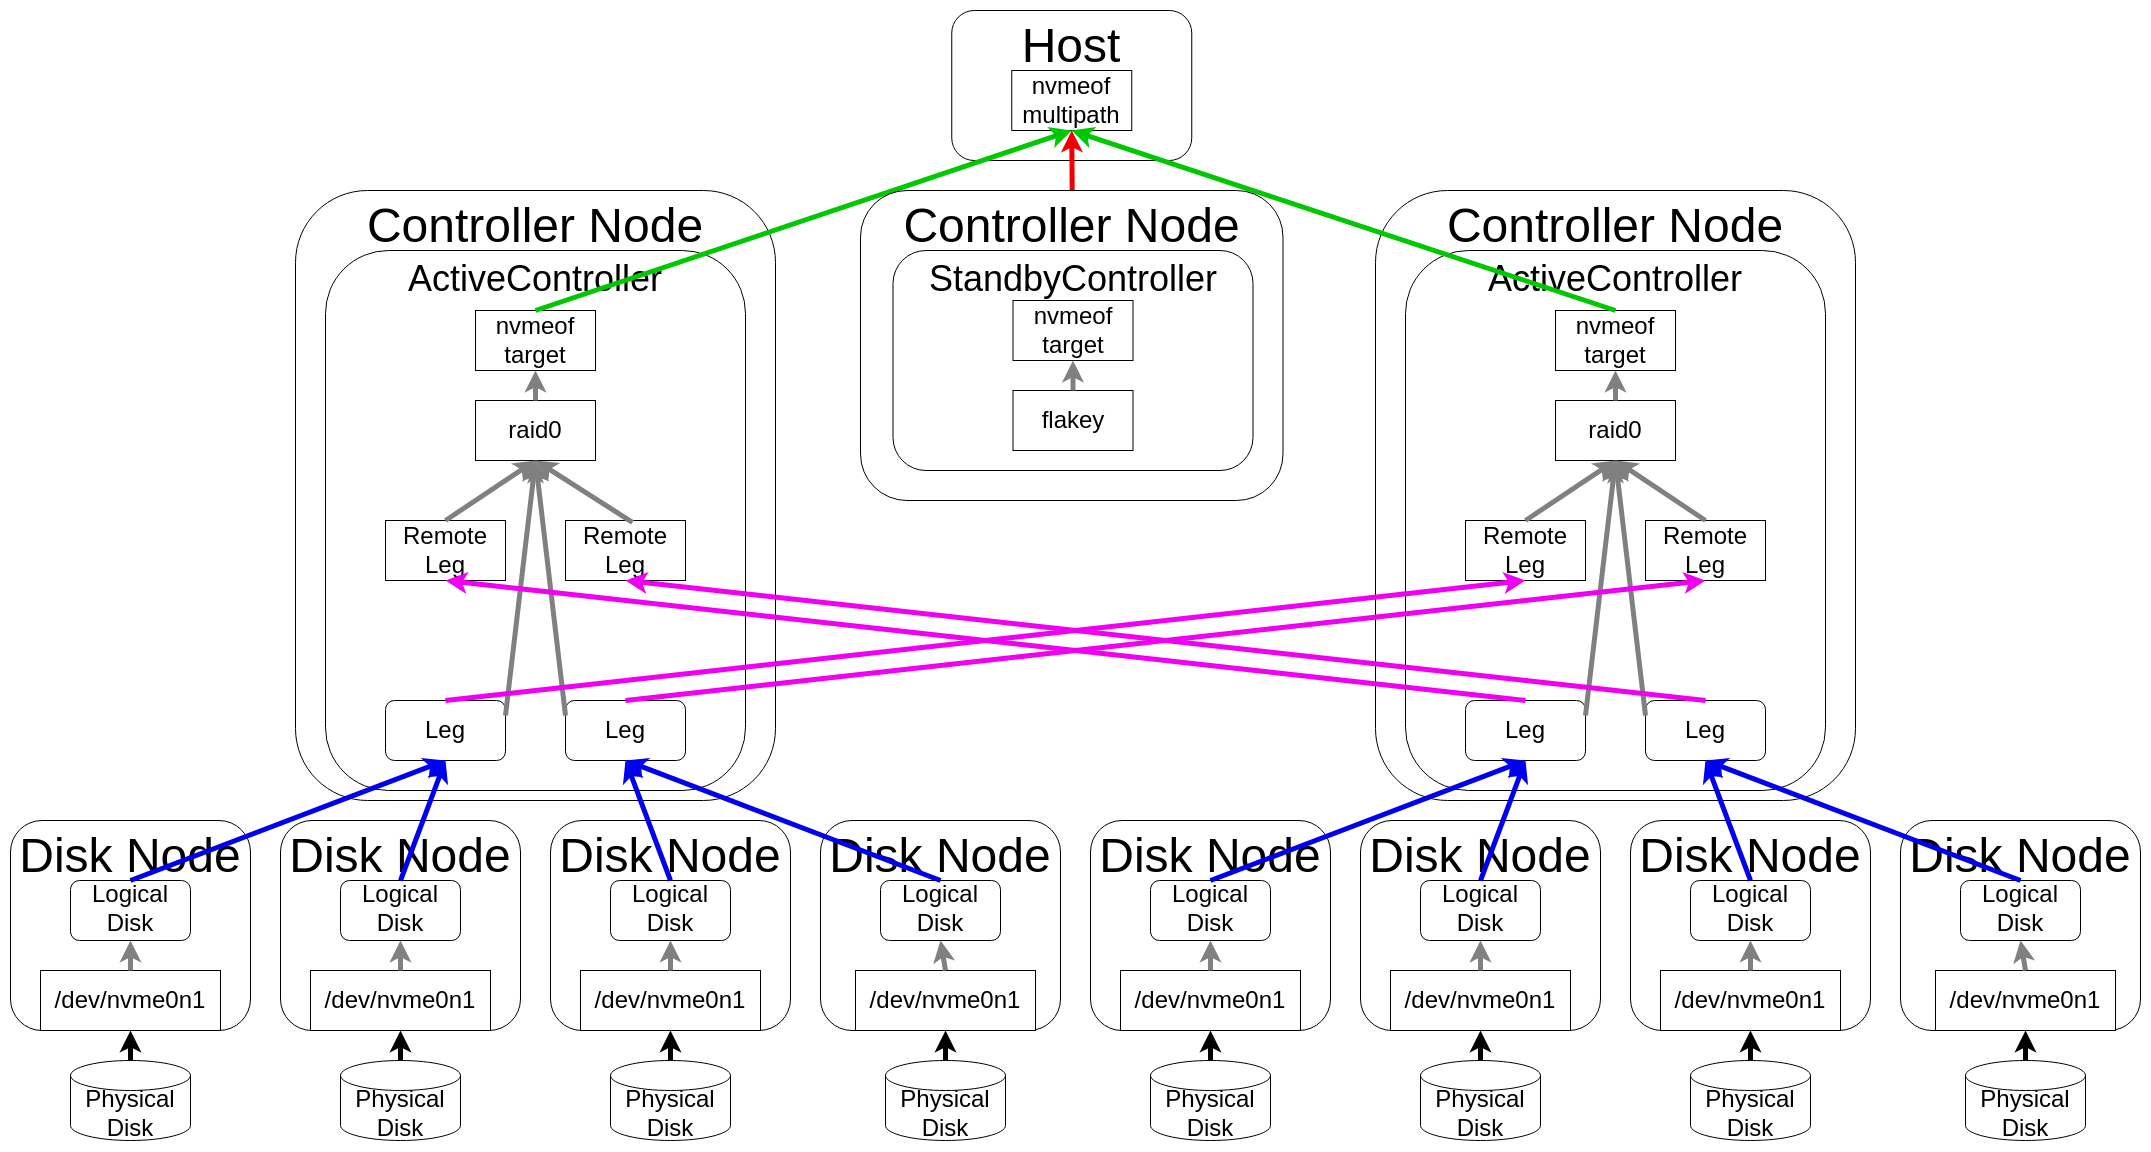 Host
nvmeof
multipath
Controller Node
ActiveController
nvmeof
target
raid0
Remote
Leg
Remote
Leg
Leg
Leg
Controller Node
StandbyController
nvmeof
target
flakey
Controller Node
ActiveController
nvmeof
target
raid0
Remote
Leg
Remote
Leg
Leg
Leg
Disk Node
Logical
Disk
/dev/nvme0n1
Physical
Disk
Disk Node
Logical
Disk
/dev/nvme0n1
Physical
Disk
Disk Node
Logical
Disk
/dev/nvme0n1
Physical
Disk
Disk Node
Logical
Disk
/dev/nvme0n1
Physical
Disk
Disk Node
Logical
Disk
/dev/nvme0n1
Physical
Disk
Disk Node
Logical
Disk
/dev/nvme0n1
Physical
Disk
Disk Node
Logical
Disk
/dev/nvme0n1
Physical
Disk
Disk Node
Logical
Disk
/dev/nvme0n1
Physical
Disk